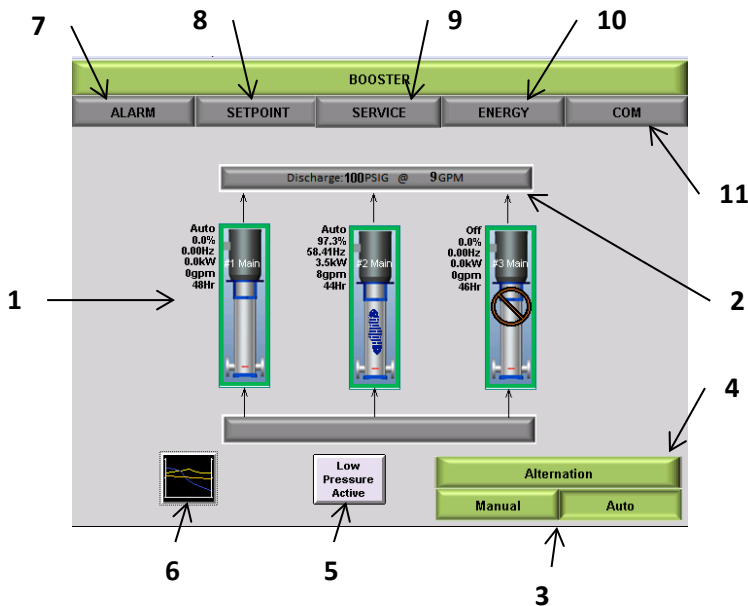 7
8
9
10
BOOSTER
ALARM
SETPOINT
SERVICE
ENERGY
COM
11
Discharge:100PSIG @ 9GPM
Auto
0.0%
0.00Hz
0.0kW
0gpm
48Hr
#1 Main
Auto
97.3%
58.41Hz
3.5kW
8gpm
44Hr
#2 Main
Off
0.0%
0.00Hz
0.0kW
0gpm
46Hr
#3 Main
1
2
4
Low
Pressure
Active
Alternation
Manual
Auto
6
5
3